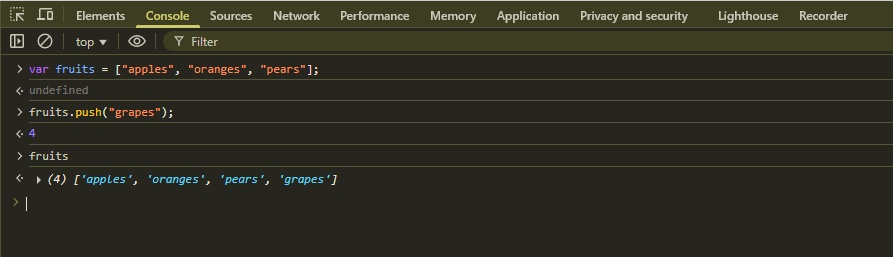 Elements Console Sources Network Performance Memory Application Privacy and security Lighthouse Recorder
top Filter
> var fruits = ["apples", "oranges", "pears"];
undefined
> fruits.push("grapes");
4
> fruits
(4) ['apples', 'oranges', 'pears', 'grapes']
>